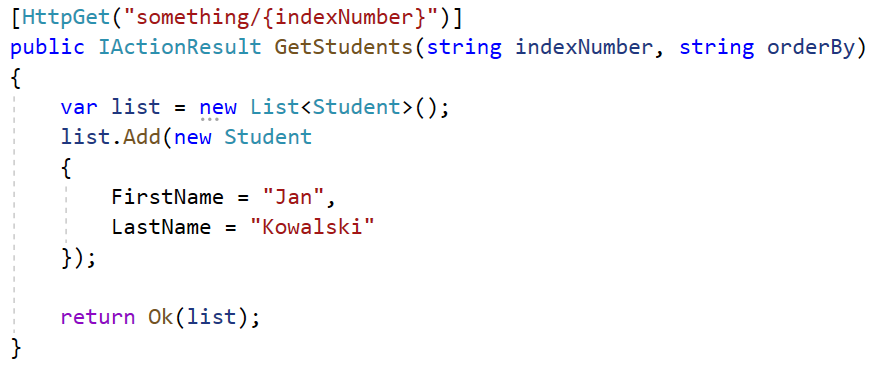 [HttpGet("something/{indexNumber}")]
public IActionResult GetStudents(string indexNumber, string orderBy)
{
    var list = new List<Student>();
    list.Add(new Student
    {
        FirstName = "Jan",
        LastName = "Kowalski"
    });

    return Ok(list);
}